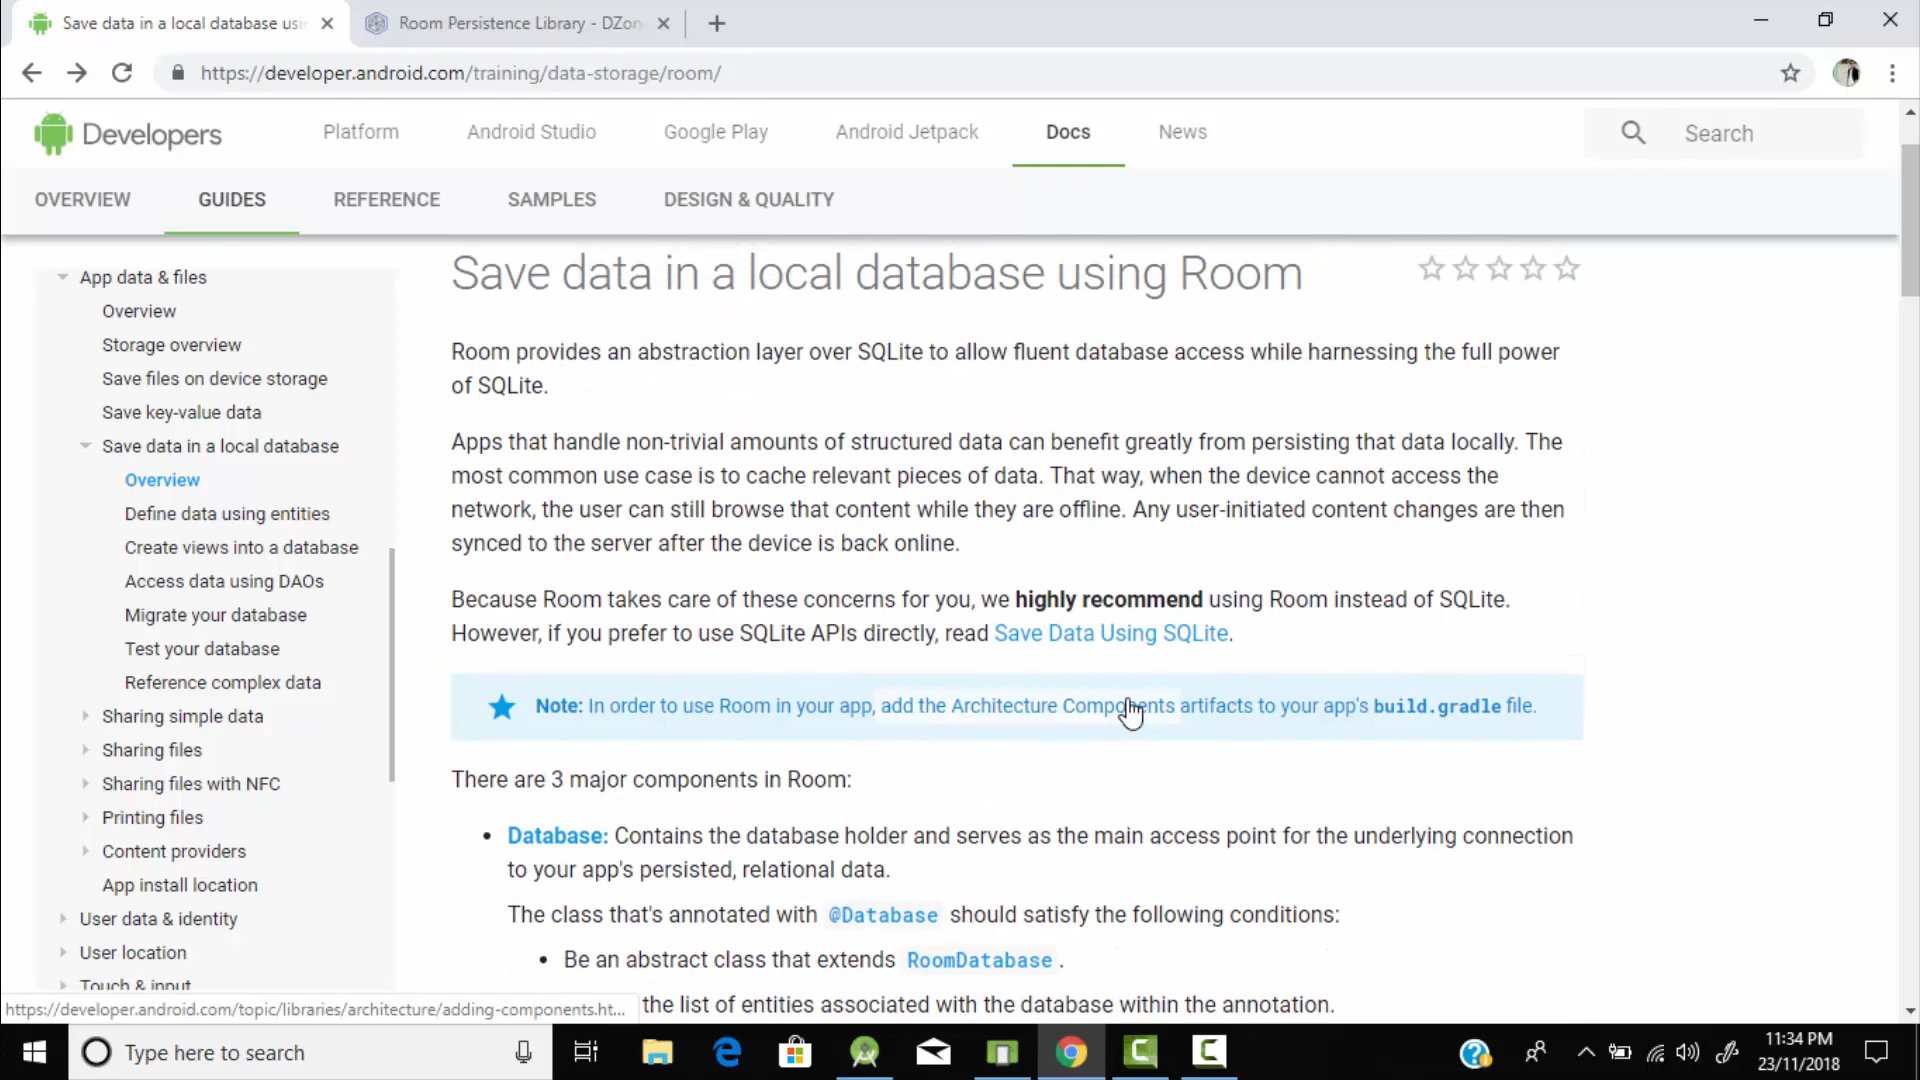 Save data in a local database usin
Room Persistence Library - DZon
https://developer.android.com/training/data-storage/room/
Developers
Platform
Android Studio
Google Play
Android Jetpack
Docs
News
Search
OVERVIEW
GUIDES
REFERENCE
SAMPLES
DESIGN & QUALITY
App data & files
Overview
Storage overview
Save files on device storage
Save key-value data
Save data in a local database
Overview
Define data using entities
Create views into a database
Access data using DAOs
Migrate your database
Test your database
Reference complex data
Sharing simple data
Sharing files
Sharing files with NFC
Printing files
Content providers
App install location
User data & identity
User location
Touch & input
Save data in a local database using Room
Room provides an abstraction layer over SQLite to allow fluent database access while harnessing the full power
of SQLite.
Apps that handle non-trivial amounts of structured data can benefit greatly from persisting that data locally. The
most common use case is to cache relevant pieces of data. That way, when the device cannot access the
network, the user can still browse that content while they are offline. Any user-initiated content changes are then
synced to the server after the device is back online.
Because Room takes care of these concerns for you, we highly recommend using Room instead of SQLite.
However, if you prefer to use SQLite APIs directly, read Save Data Using SQLite.
Note: In order to use Room in your app, add the Architecture Components artifacts to your app's build.gradle file.
There are 3 major components in Room:
• Database: Contains the database holder and serves as the main access point for the underlying connection
to your app's persisted, relational data.
The class that's annotated with @Database should satisfy the following conditions:
• Be an abstract class that extends RoomDatabase.
the list of entities associated with the database within the annotation.
https://developer.android.com/topic/libraries/architecture/adding-components.ht...
Type here to search
11:34 PM
23/11/2018